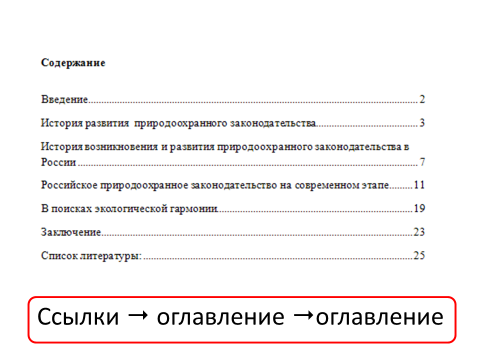 Содержание
Введение........................................................................................................ 2
История развития  природоохранного законодательства................................ 3
История возникновения и развития природоохранного законодательства в
России ............................................................................................................ 7
Российское природоохранное законодательство на современном этапе........11
В поисках экологической гармонии................................................................19
Заключение......................................................................................................23
Список литературы: ........................................................................................25
Ссылки → оглавление →оглавление